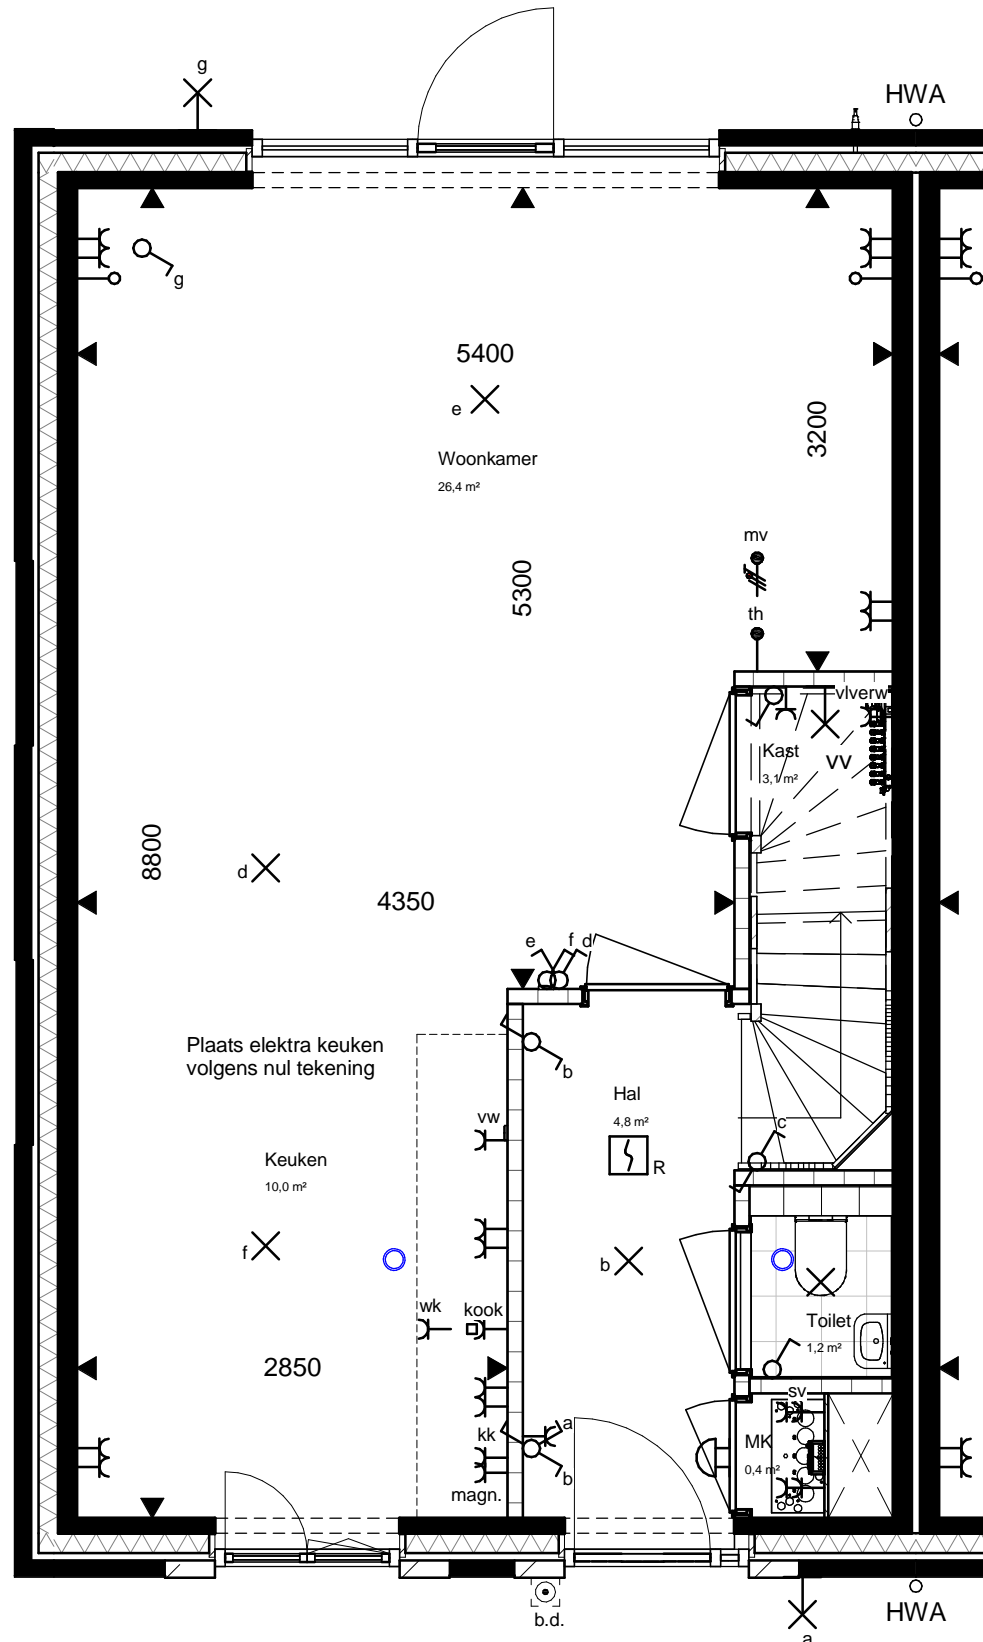 g
HWA
g
5400
e
3200
Woonkamer
26,4 m²
mv
5300
th
vlverw
Kast
vv
3,1 m²
8800
d
4350
e f d
Plaats elektra keuken
volgens nul tekening
b
Hal
4,8 m²
vw
c
Keuken
10,0 m²
R
f
b
wk
kook
Toilet
1,2 m²
2850
sv
a
kk
MK
0,4 m²
b
magn.
b.d.
HWA
a